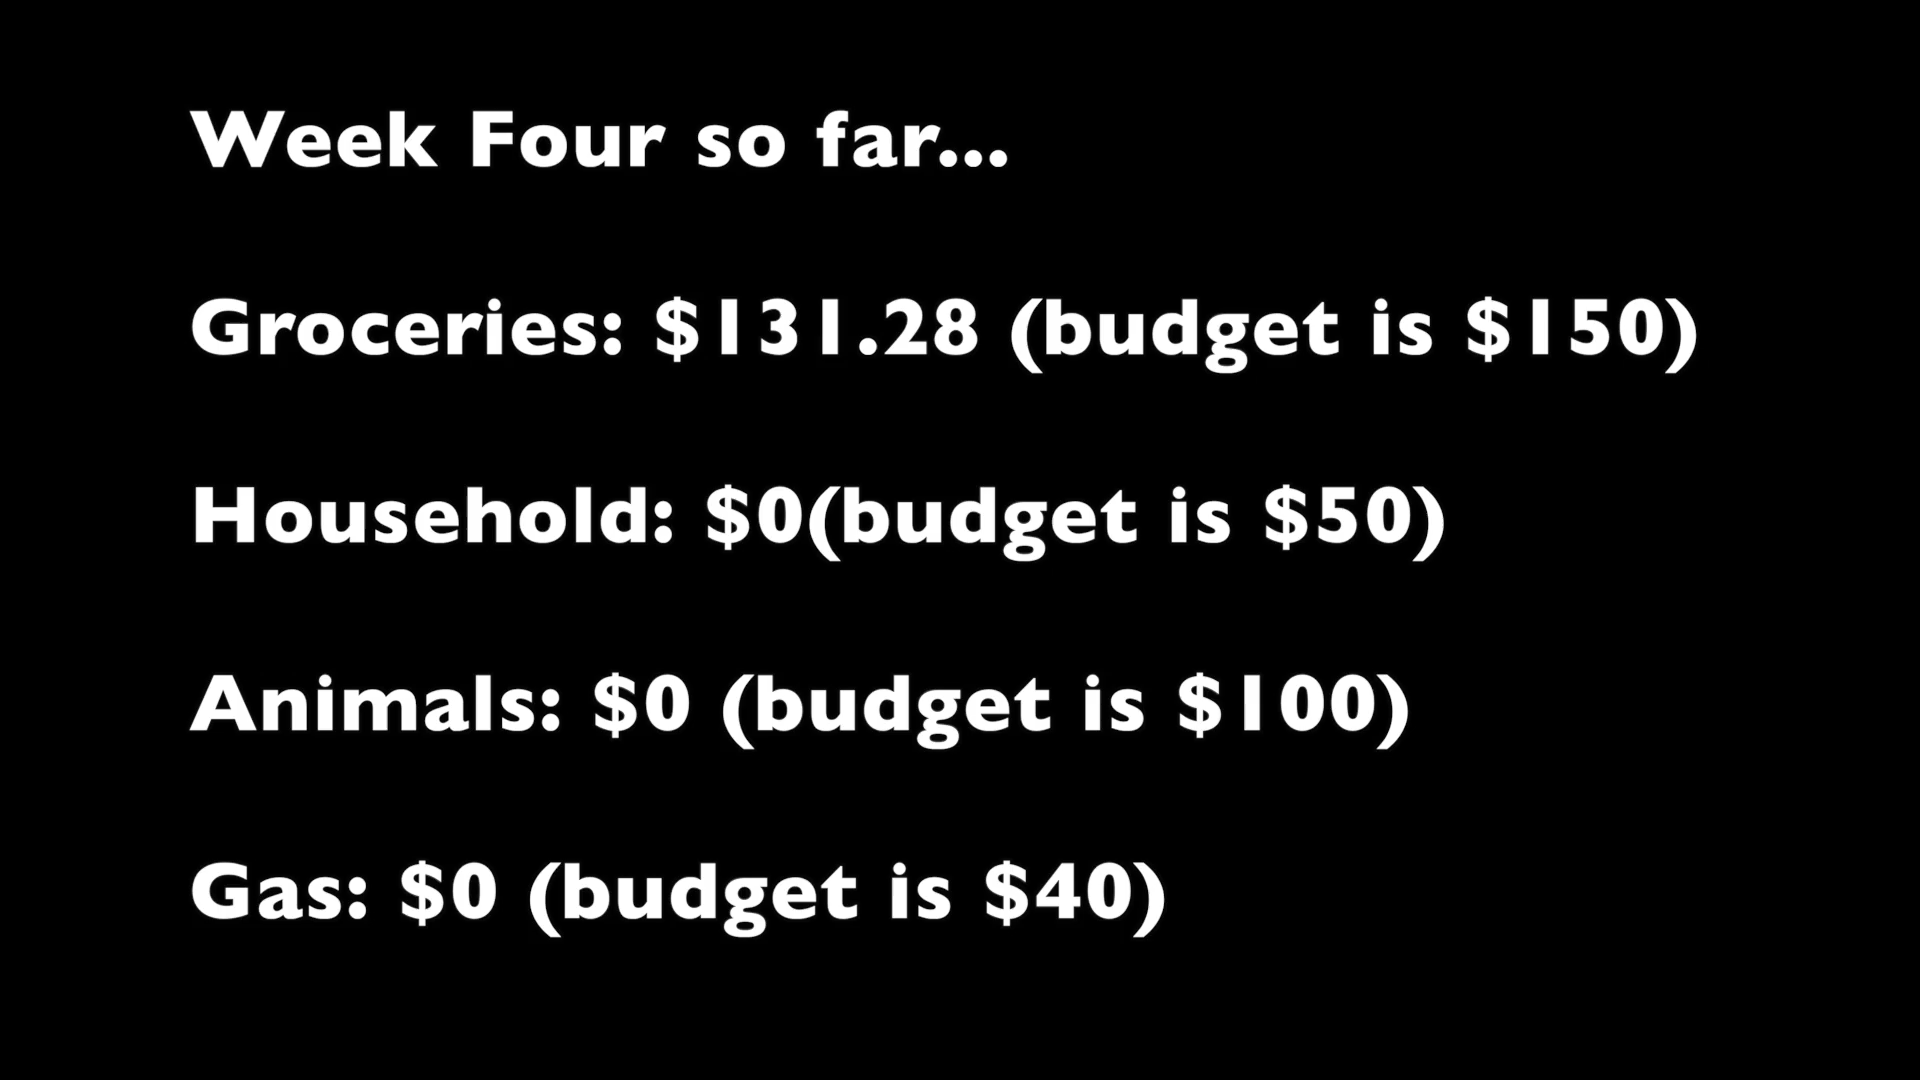 Week Four so far...
Groceries: $131.28 (budget is $150)
Household: $0(budget is $50)
Animals: $0 (budget is $100)
Gas: $0 (budget is $40)